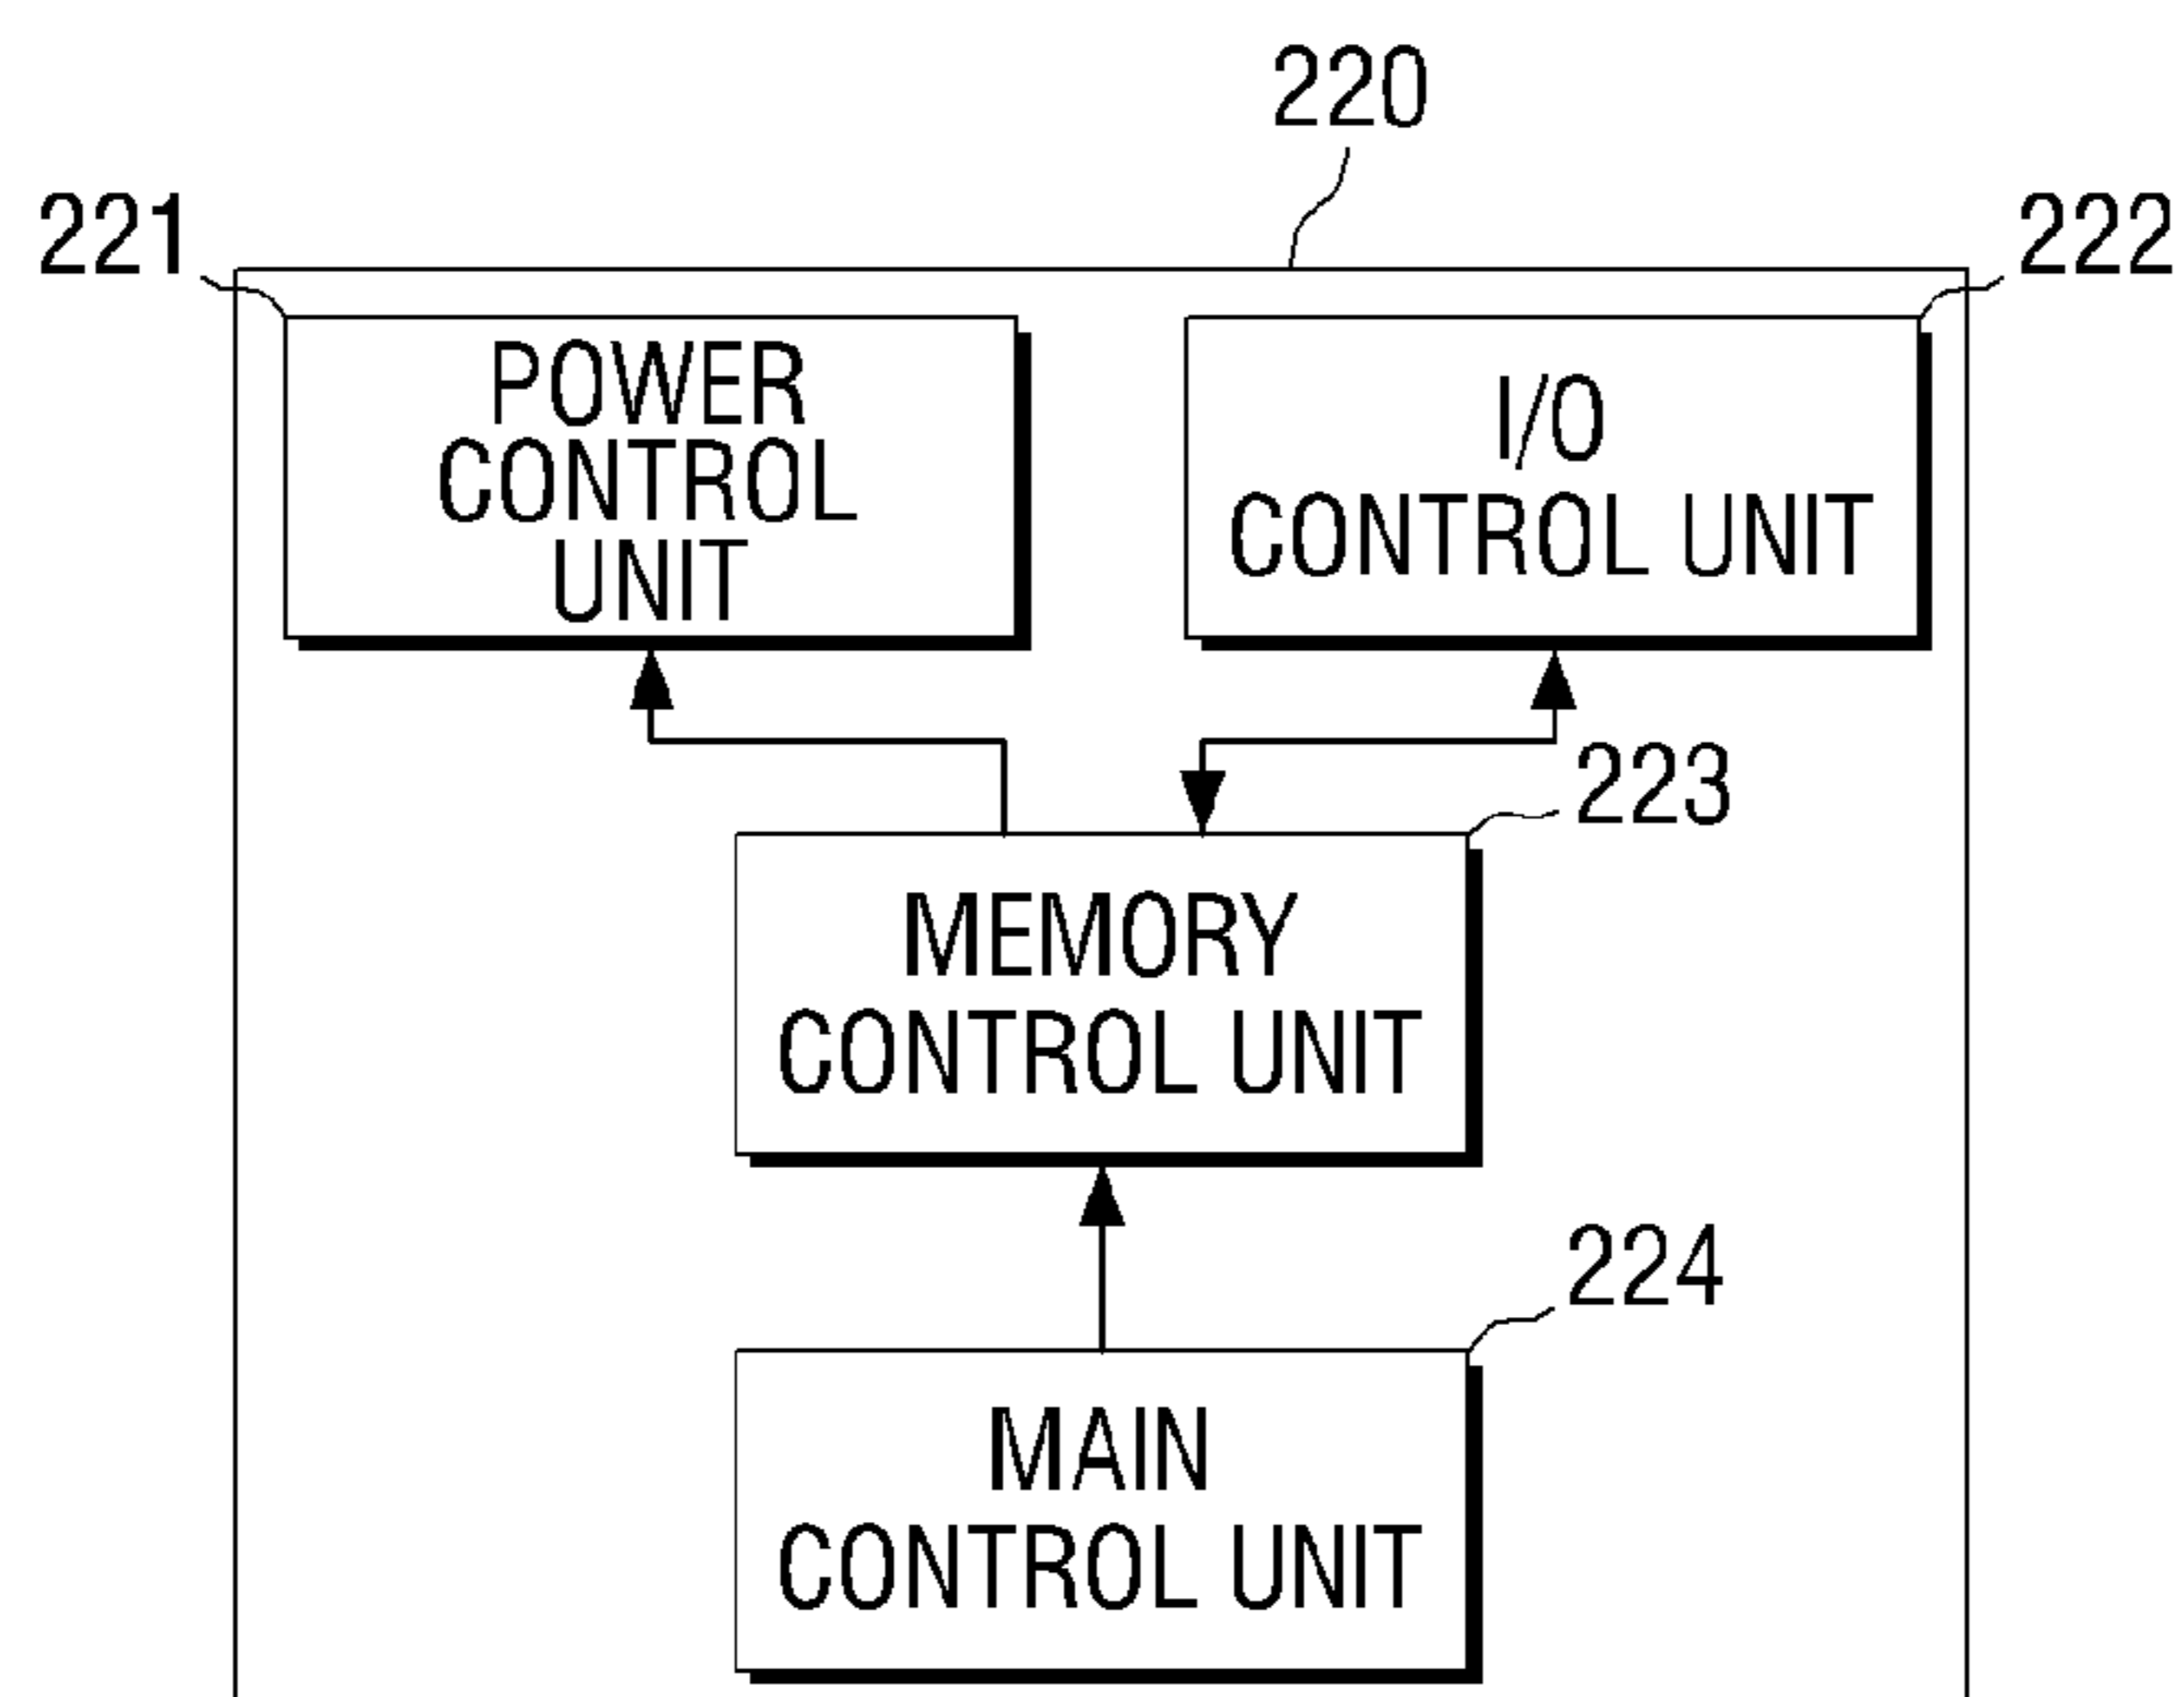 220
221
222
POWER
CONTROL
UNIT
I/O
CONTROL UNIT
223
MEMORY
CONTROL UNIT
224
MAIN
CONTROL UNIT